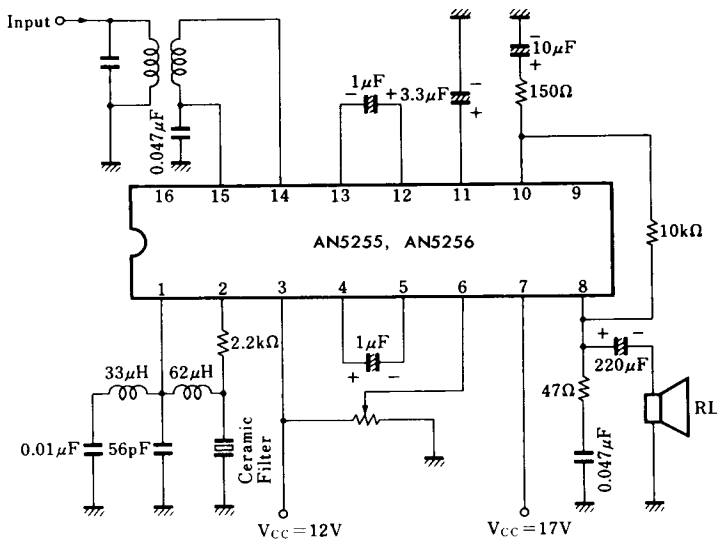 Input
0.047μF
1μF
− +
3.3μF
−
+
−
10μF
+
150Ω
10kΩ
16 15 14 13 12 11 10 9
AN5255, AN5256
1 2 3 4 5 6 7 8
2.2kΩ
33μH
62μH
0.01μF
56pF
Ceramic
Filter
1μF
+ −
VCC=12V
VCC=17V
47Ω
0.047μF
+ −
220μF
RL